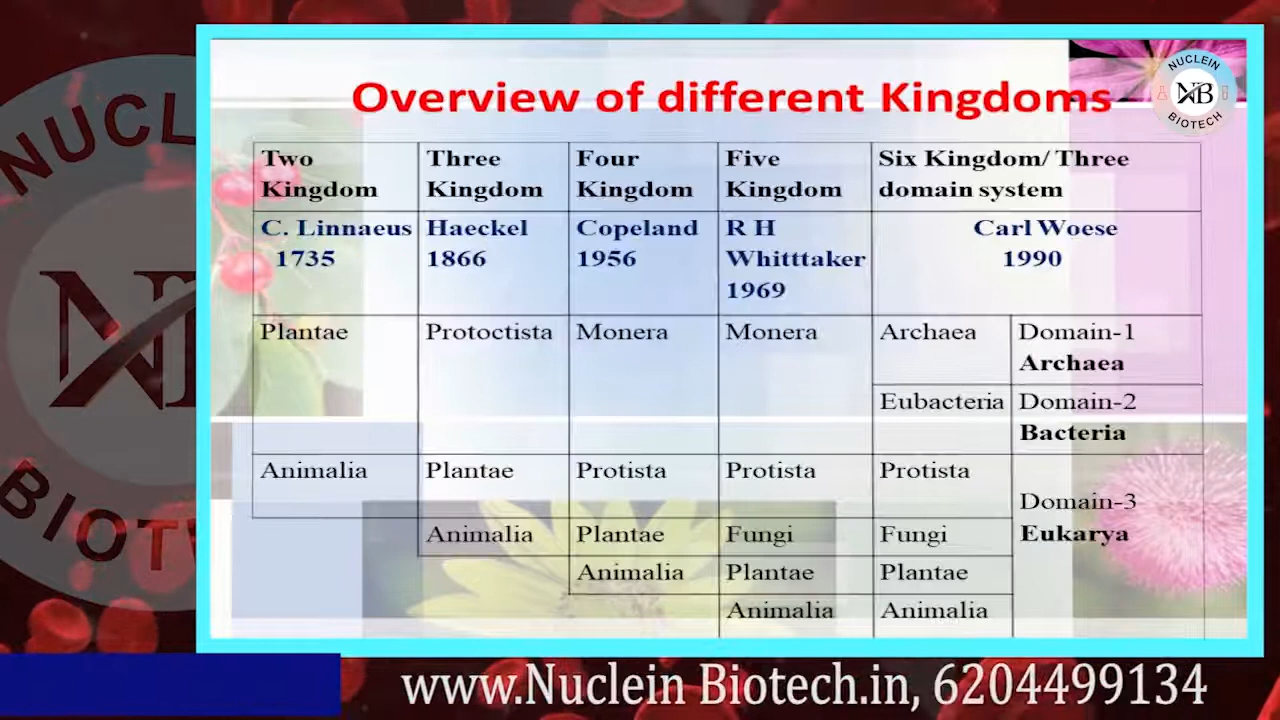 Overview of different Kingdoms
NUCLEIN
NB
BIOTECH
Two Kingdom
Three Kingdom
Four Kingdom
Five Kingdom
Six Kingdom/ Three domain system
C. Linnaeus 1735
Haeckel 1866
Copeland 1956
R H Whitttaker 1969
Carl Woese 1990
Plantae
Protoctista
Monera
Monera
Archaea
Domain-1
Archaea
Eubacteria
Domain-2
Bacteria
Animalia
Plantae
Protista
Protista
Protista
Domain-3
Eukarya
Animalia
Plantae
Fungi
Fungi
Animalia
Plantae
Plantae
Animalia
Animalia
www.Nuclein Biotech.in, 6204499134